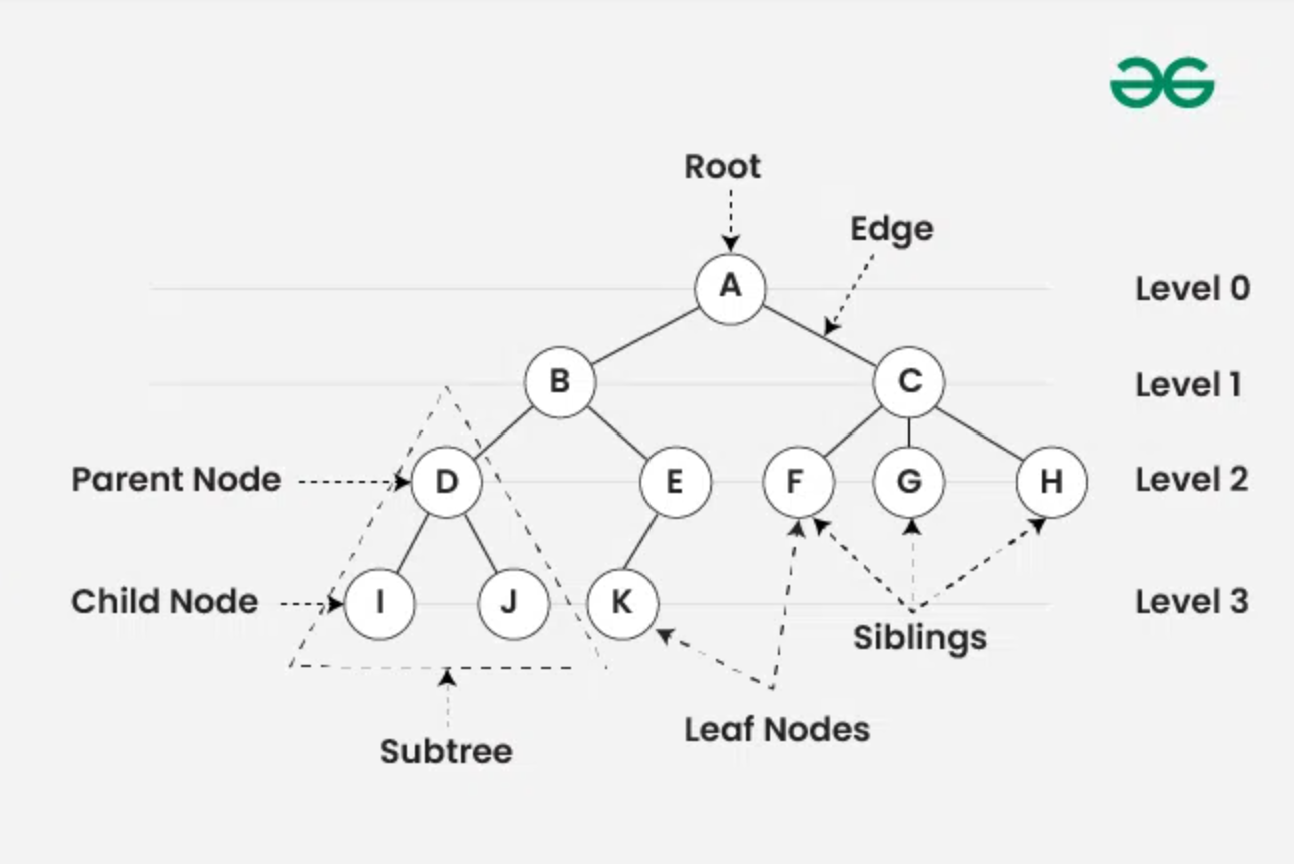 Root
Edge
A
Level 0
B
C
Level 1
Parent Node
D
E
F
G
H
Level 2
Child Node
I
J
K
Level 3
Siblings
Leaf Nodes
Subtree